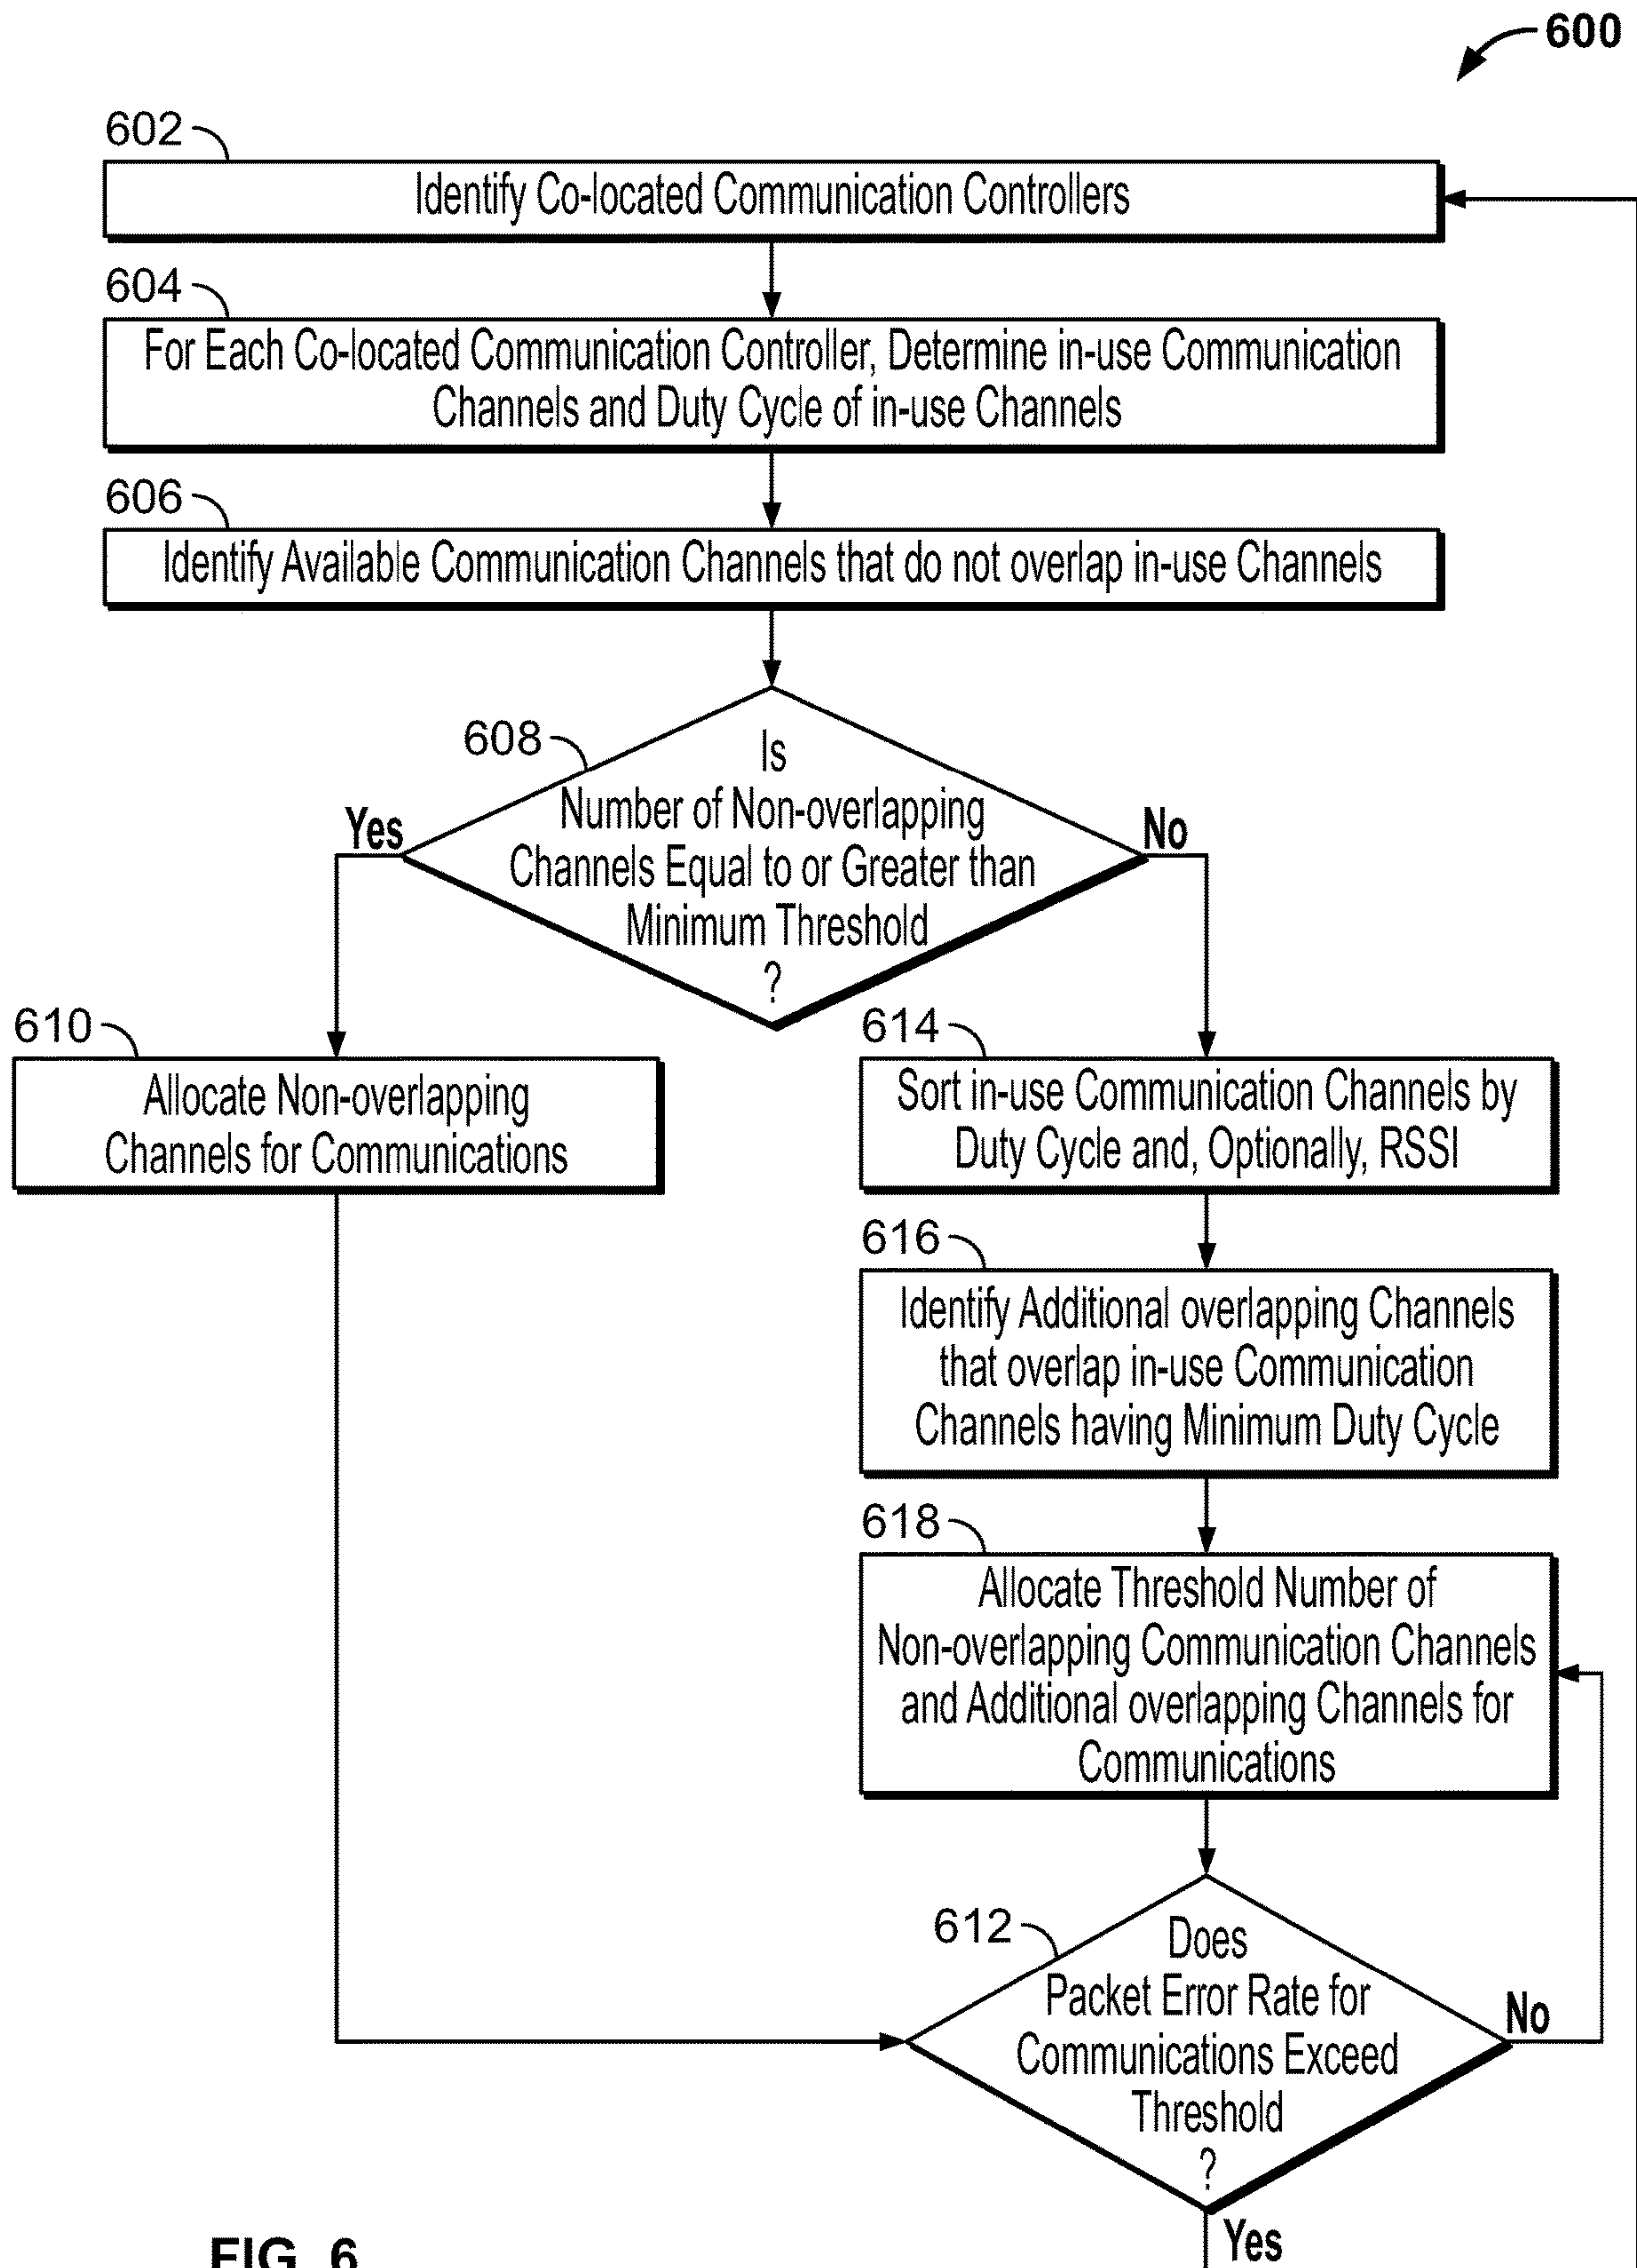 600
602
Identify Co-located Communication Controllers
604
For Each Co-located Communication Controller, Determine in-use Communication
Channels and Duty Cycle of in-use Channels
606
Identify Available Communication Channels that do not overlap in-use Channels
608
Is
Number of Non-overlapping
Channels Equal to or Greater than
Minimum Threshold
?
Yes
No
610
Allocate Non-overlapping
Channels for Communications
614
Sort in-use Communication Channels by
Duty Cycle and, Optionally, RSSI
616
Identify Additional overlapping Channels
that overlap in-use Communication
Channels having Minimum Duty Cycle
618
Allocate Threshold Number of
Non-overlapping Communication Channels
and Additional overlapping Channels for
Communications
612
Does
Packet Error Rate for
Communications Exceed
Threshold
?
No
Yes
FIG. 6